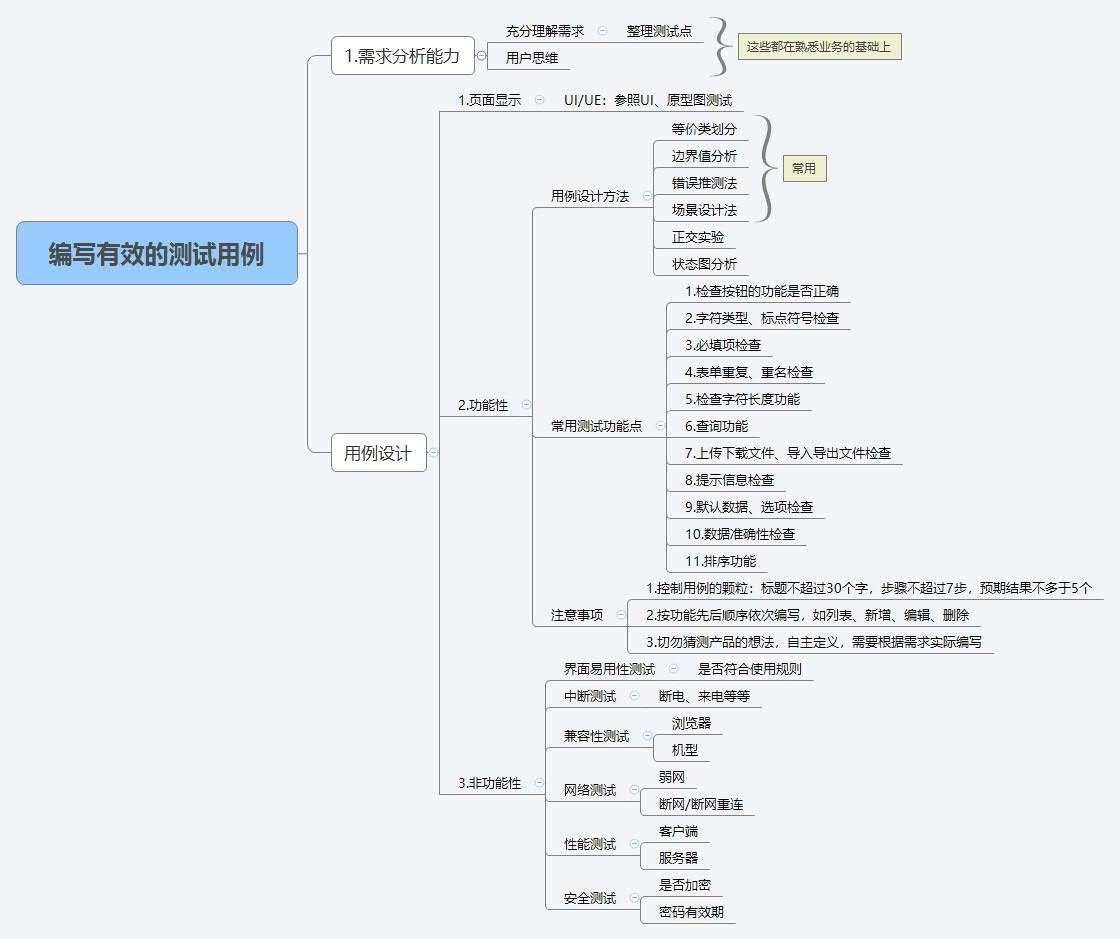 编写有效的测试用例
1.需求分析能力
充分理解需求
整理测试点
用户思维
这些都在熟悉业务的基础上
用例设计
1.页面显示
UI/UE：参照UI、原型图测试
2.功能性
用例设计方法
等价类划分
边界值分析
错误推测法
场景设计法
常用
正交实验
状态图分析
常用测试功能点
1.检查按钮的功能是否正确
2.字符类型、标点符号检查
3.必填项检查
4.表单重复、重名检查
5.检查字符长度功能
6.查询功能
7.上传下载文件、导入导出文件检查
8.提示信息检查
9.默认数据、选项检查
10.数据准确性检查
11.排序功能
注意事项
1.控制用例的颗粒：标题不超过30个字，步骤不超过7步，预期结果不多于5个
2.按功能先后顺序依次编写，如列表、新增、编辑、删除
3.切勿猜测产品的想法，自主定义，需要根据需求实际编写
3.非功能性
界面易用性测试
是否符合使用规则
中断测试
断电、来电等等
兼容性测试
浏览器
机型
网络测试
弱网
断网/断网重连
性能测试
客户端
服务器
安全测试
是否加密
密码有效期